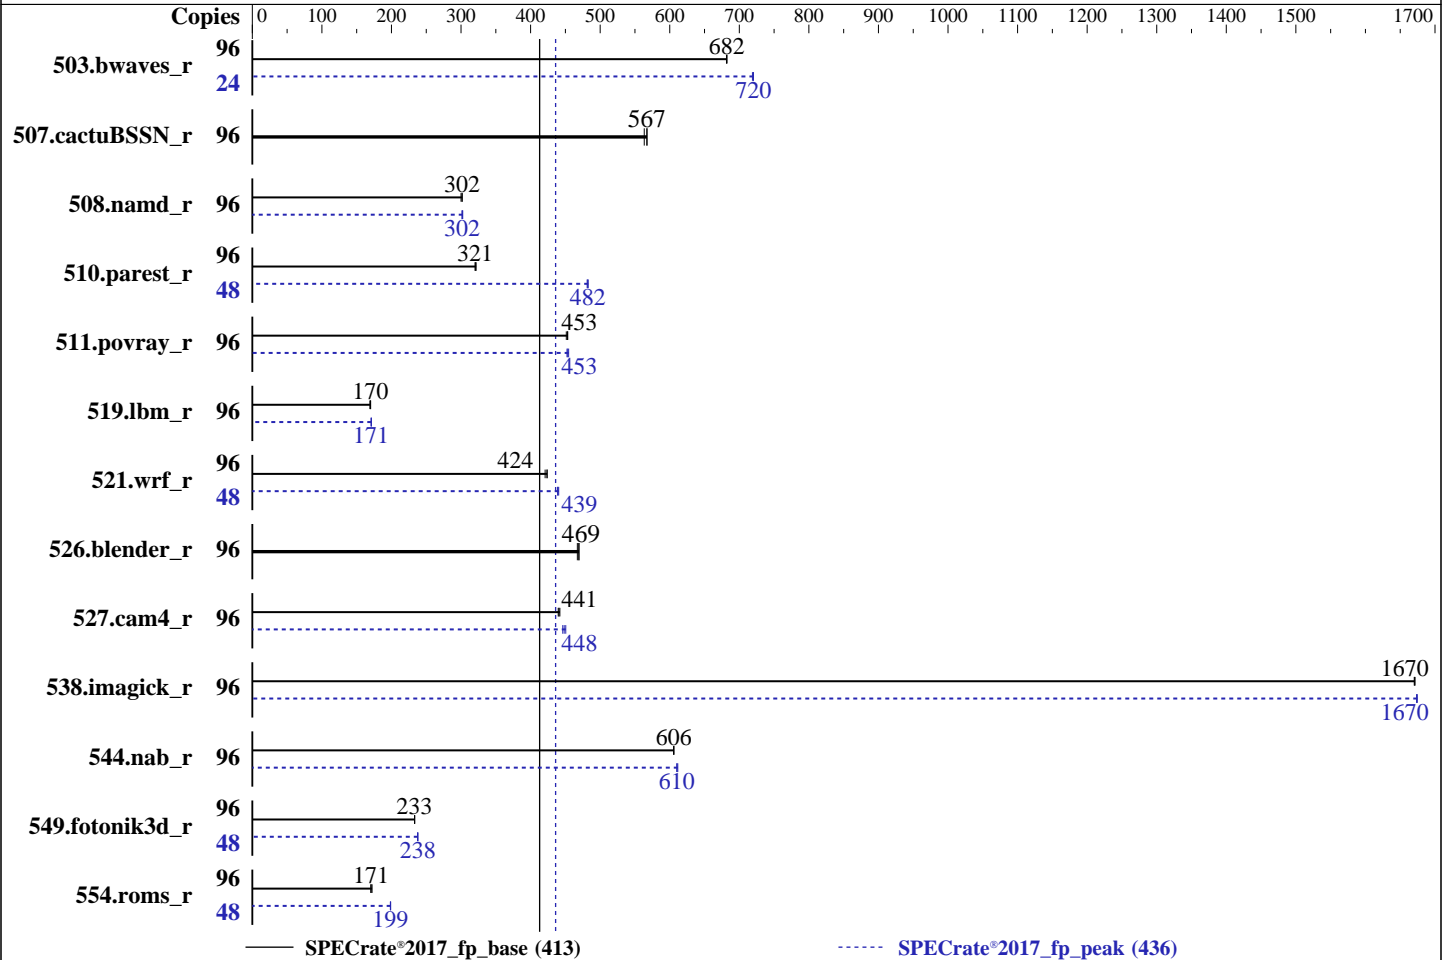 Copies 0 100 200 300 400 500 600 700 800 900 1000 1100 1200 1300 1400 1500 1700
503.bwaves_r 96 682
24 720
507.cactuBSSN_r 96 567
508.namd_r 96 302
302
510.parest_r 96 321
48 482
511.povray_r 96 453
453
519.lbm_r 96 170
171
521.wrf_r 96 424
48 439
526.blender_r 96 469
527.cam4_r 96 441
448
538.imagick_r 96 1670
1670
544.nab_r 96 606
610
549.fotonik3d_r 96 233
48 238
554.roms_r 96 171
48 199
SPECrate®2017_fp_base (413) SPECrate®2017_fp_peak (436)